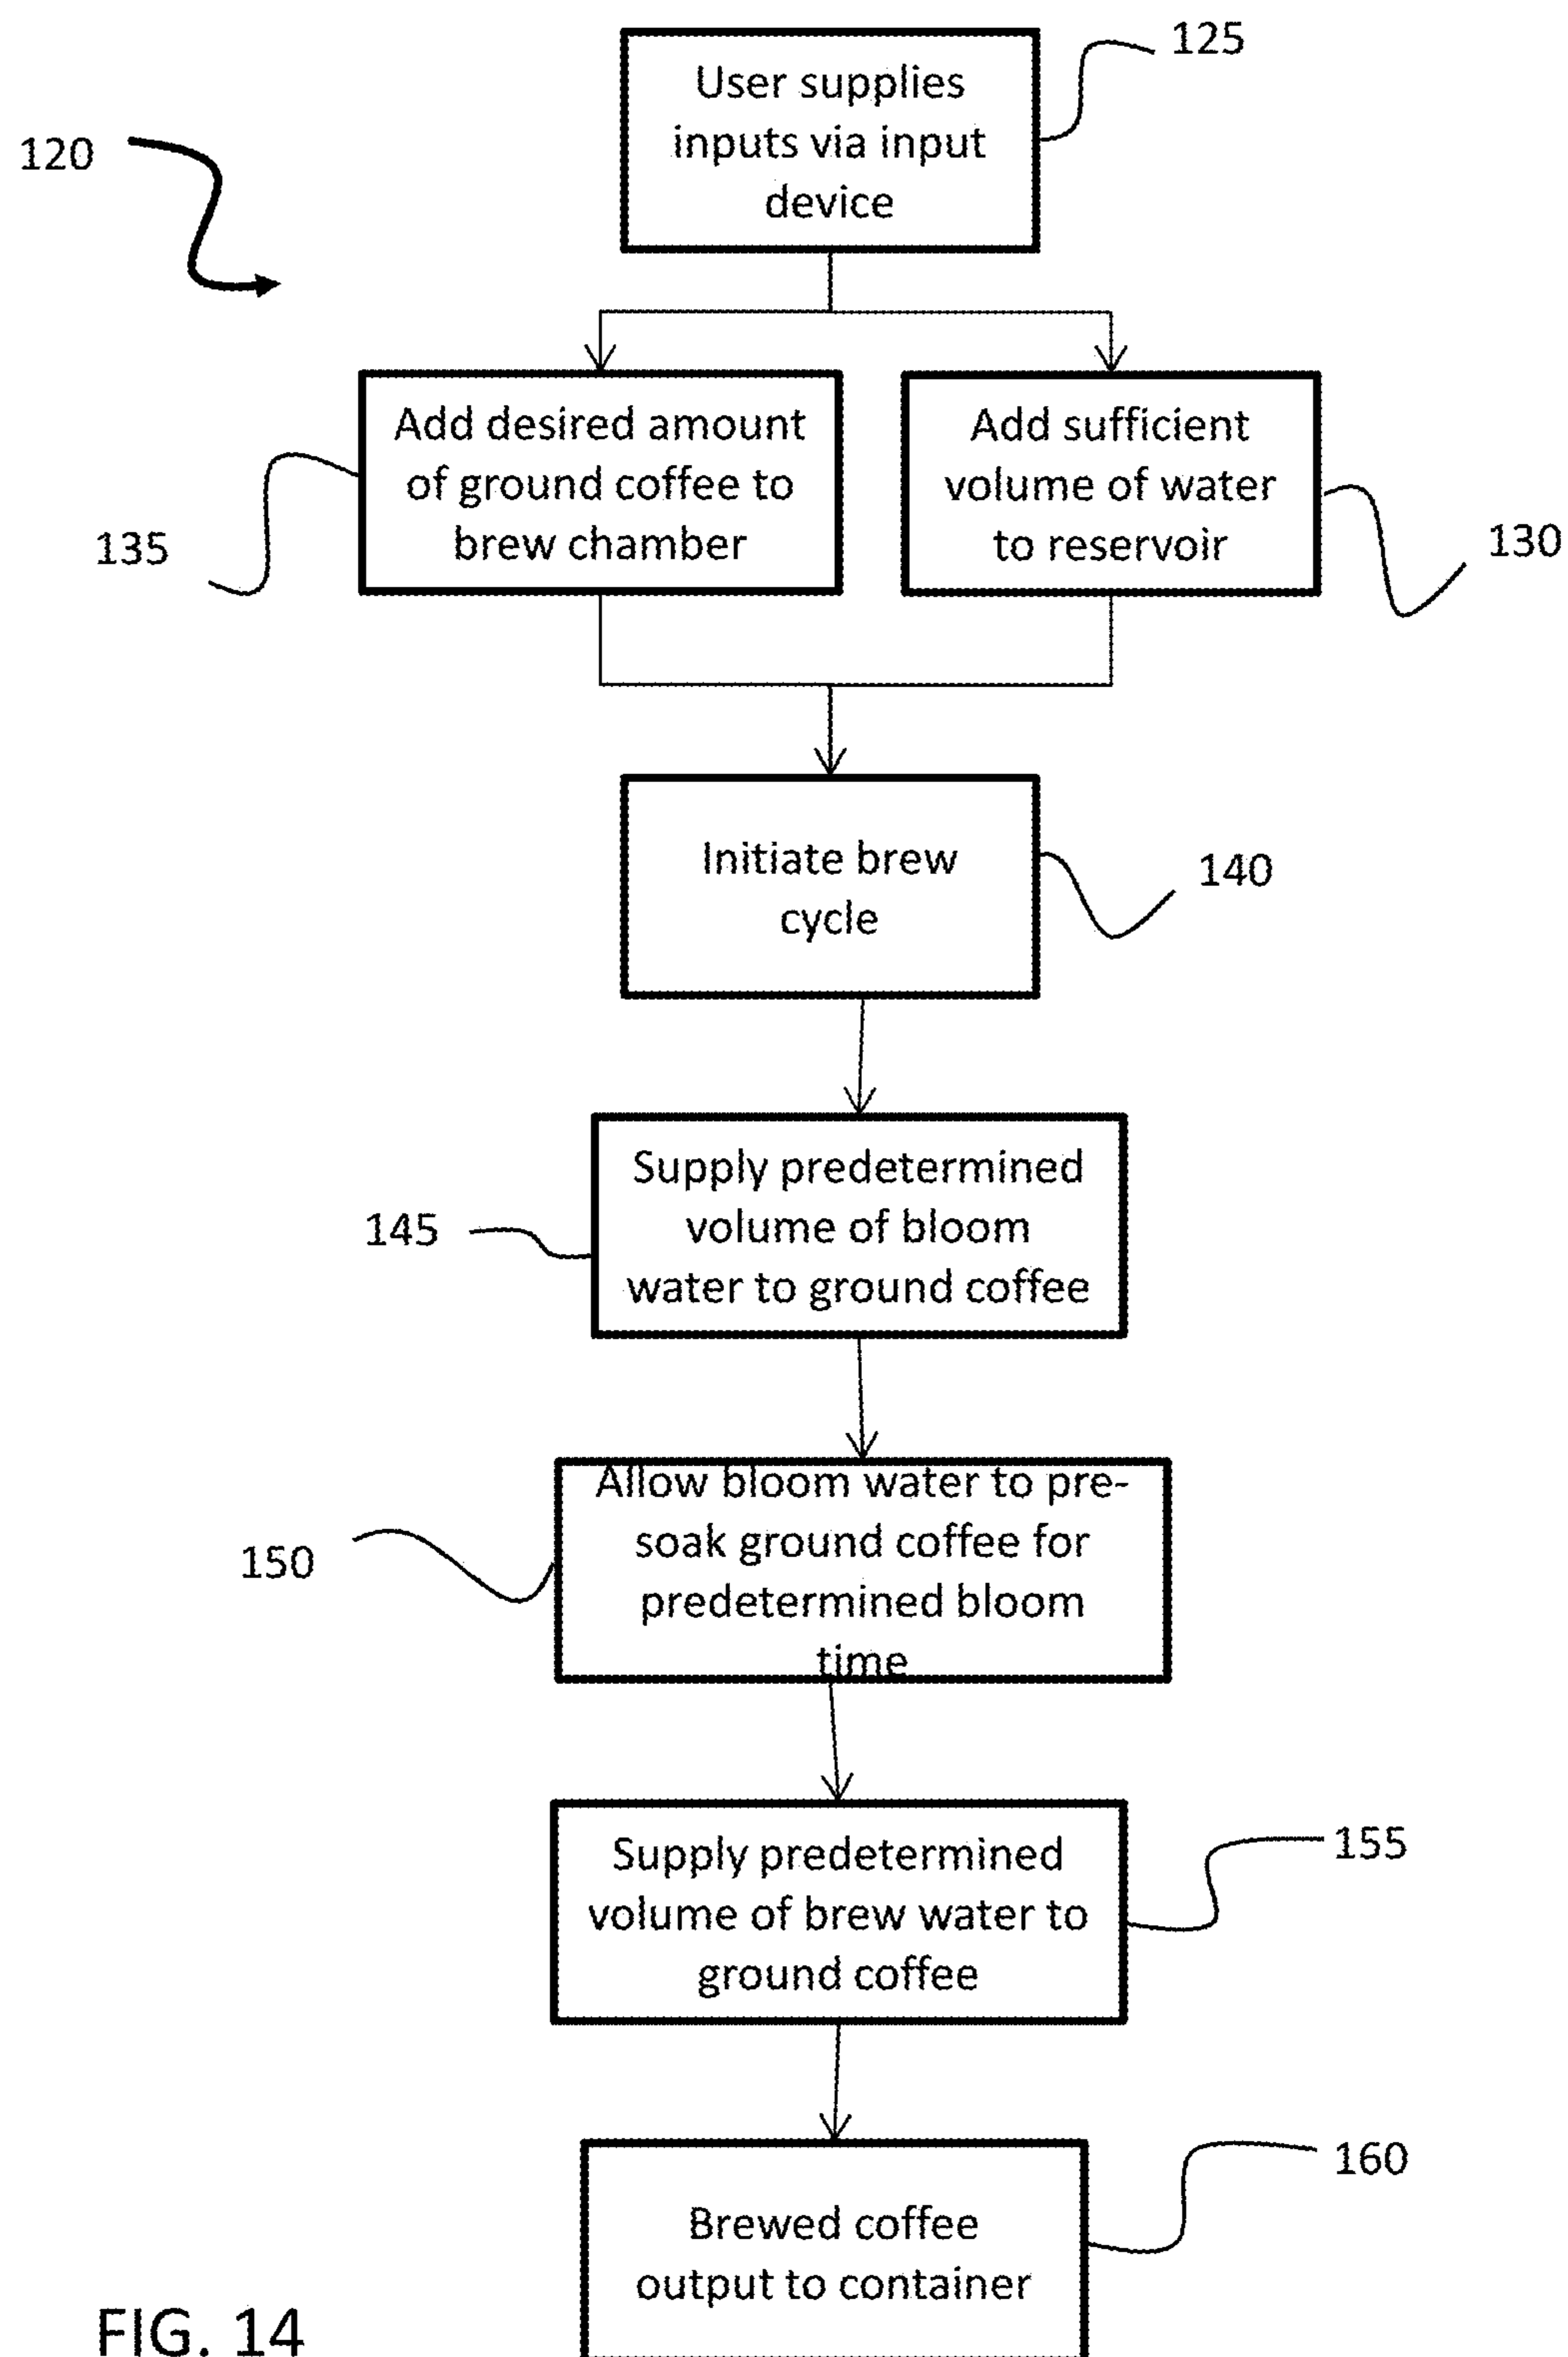 125
User supplies
inputs via input
device
120
Add desired amount
of ground coffee to
brew chamber
135
Add sufficient
volume of water
to reservoir
130
Initiate brew
cycle
140
Supply predetermined
volume of bloom
water to ground coffee
145
Allow bloom water to pre-
soak ground coffee for
predetermined bloom
time
150
Supply predetermined
volume of brew water to
ground coffee
155
Brewed coffee
output to container
160
FIG. 14